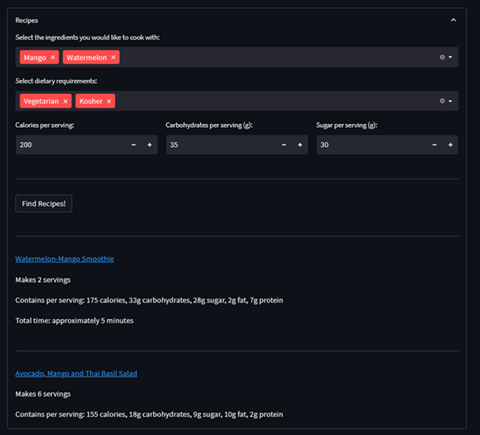 Recipes
Select the ingredients you would like to cook with:
Mango × Watermelon ×
Select dietary requirements:
Vegetarian × Kosher ×
Calories per serving: Carbohydrates per serving (g): Sugar per serving (g):
200 − + 35 − + 30 − +
Find Recipes!
Watermelon-Mango Smoothie
Makes 2 servings
Contains per serving: 175 calories, 33g carbohydrates, 28g sugar, 2g fat, 7g protein
Total time: approximately 5 minutes
Avocado, Mango and Thai Basil Salad
Makes 6 servings
Contains per serving: 155 calories, 18g carbohydrates, 9g sugar, 10g fat, 2g protein